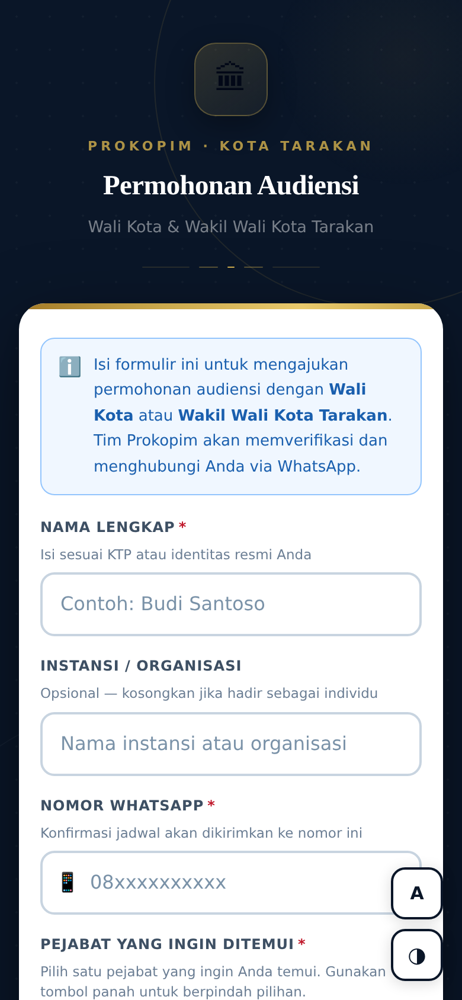 PROKOPIM · KOTA TARAKAN
Permohonan Audiensi
Wali Kota & Wakil Wali Kota Tarakan
Isi formulir ini untuk mengajukan
permohonan audiensi dengan Wali
Kota atau Wakil Wali Kota Tarakan.
Tim Prokopim akan memverifikasi dan
menghubungi Anda via WhatsApp.
NAMA LENGKAP *
Isi sesuai KTP atau identitas resmi Anda
Contoh: Budi Santoso
INSTANSI / ORGANISASI
Opsional — kosongkan jika hadir sebagai individu
Nama instansi atau organisasi
NOMOR WHATSAPP *
Konfirmasi jadwal akan dikirimkan ke nomor ini
08xxxxxxxxxx
A
PEJABAT YANG INGIN DITEMUI *
Pilih satu pejabat yang ingin Anda temui. Gunakan
tombol panah untuk berpindah pilihan.